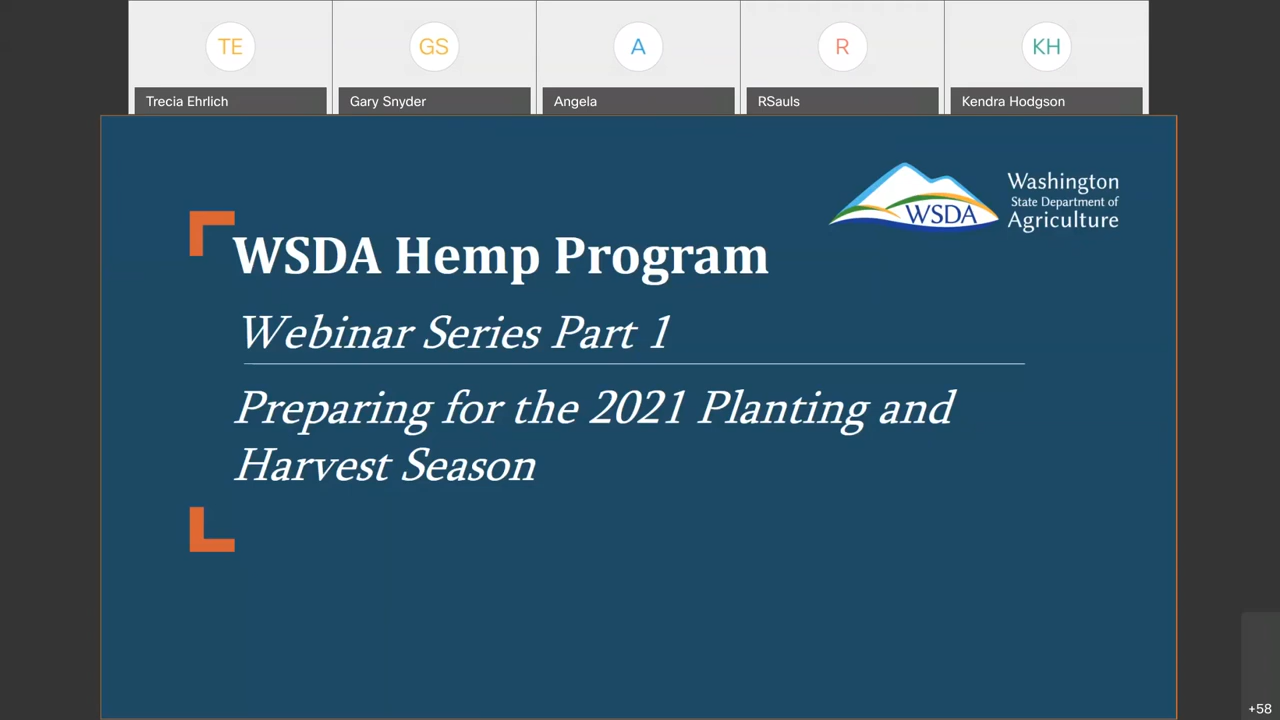 TE
GS
A
R
KH
Trecia Ehrlich
Gary Snyder
Angela
RSauls
Kendra Hodgson
WSDA
Washington
State Department of
Agriculture
WSDA Hemp Program
Webinar Series Part 1
Preparing for the 2021 Planting and
Harvest Season
+58